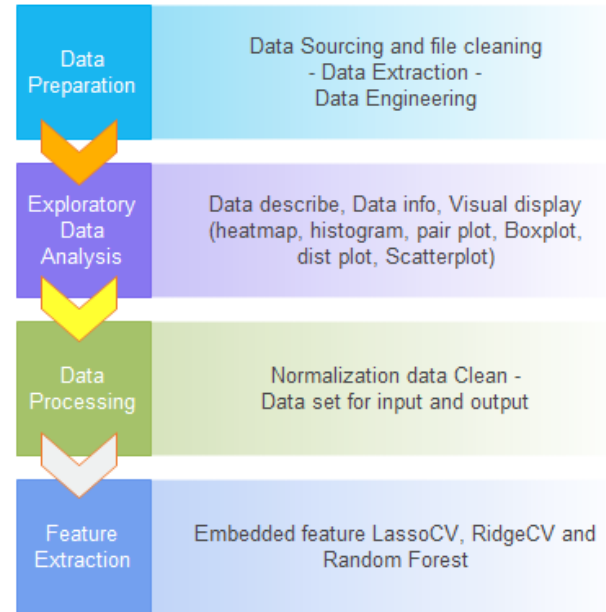 Data
Preparation
Data Sourcing and file cleaning
- Data Extraction -
Data Engineering
Exploratory
Data
Analysis
Data describe, Data info, Visual display
(heatmap, histogram, pair plot, Boxplot,
dist plot, Scatterplot)
Data
Processing
Normalization data Clean -
Data set for input and output
Feature
Extraction
Embedded feature LassoCV, RidgeCV and
Random Forest